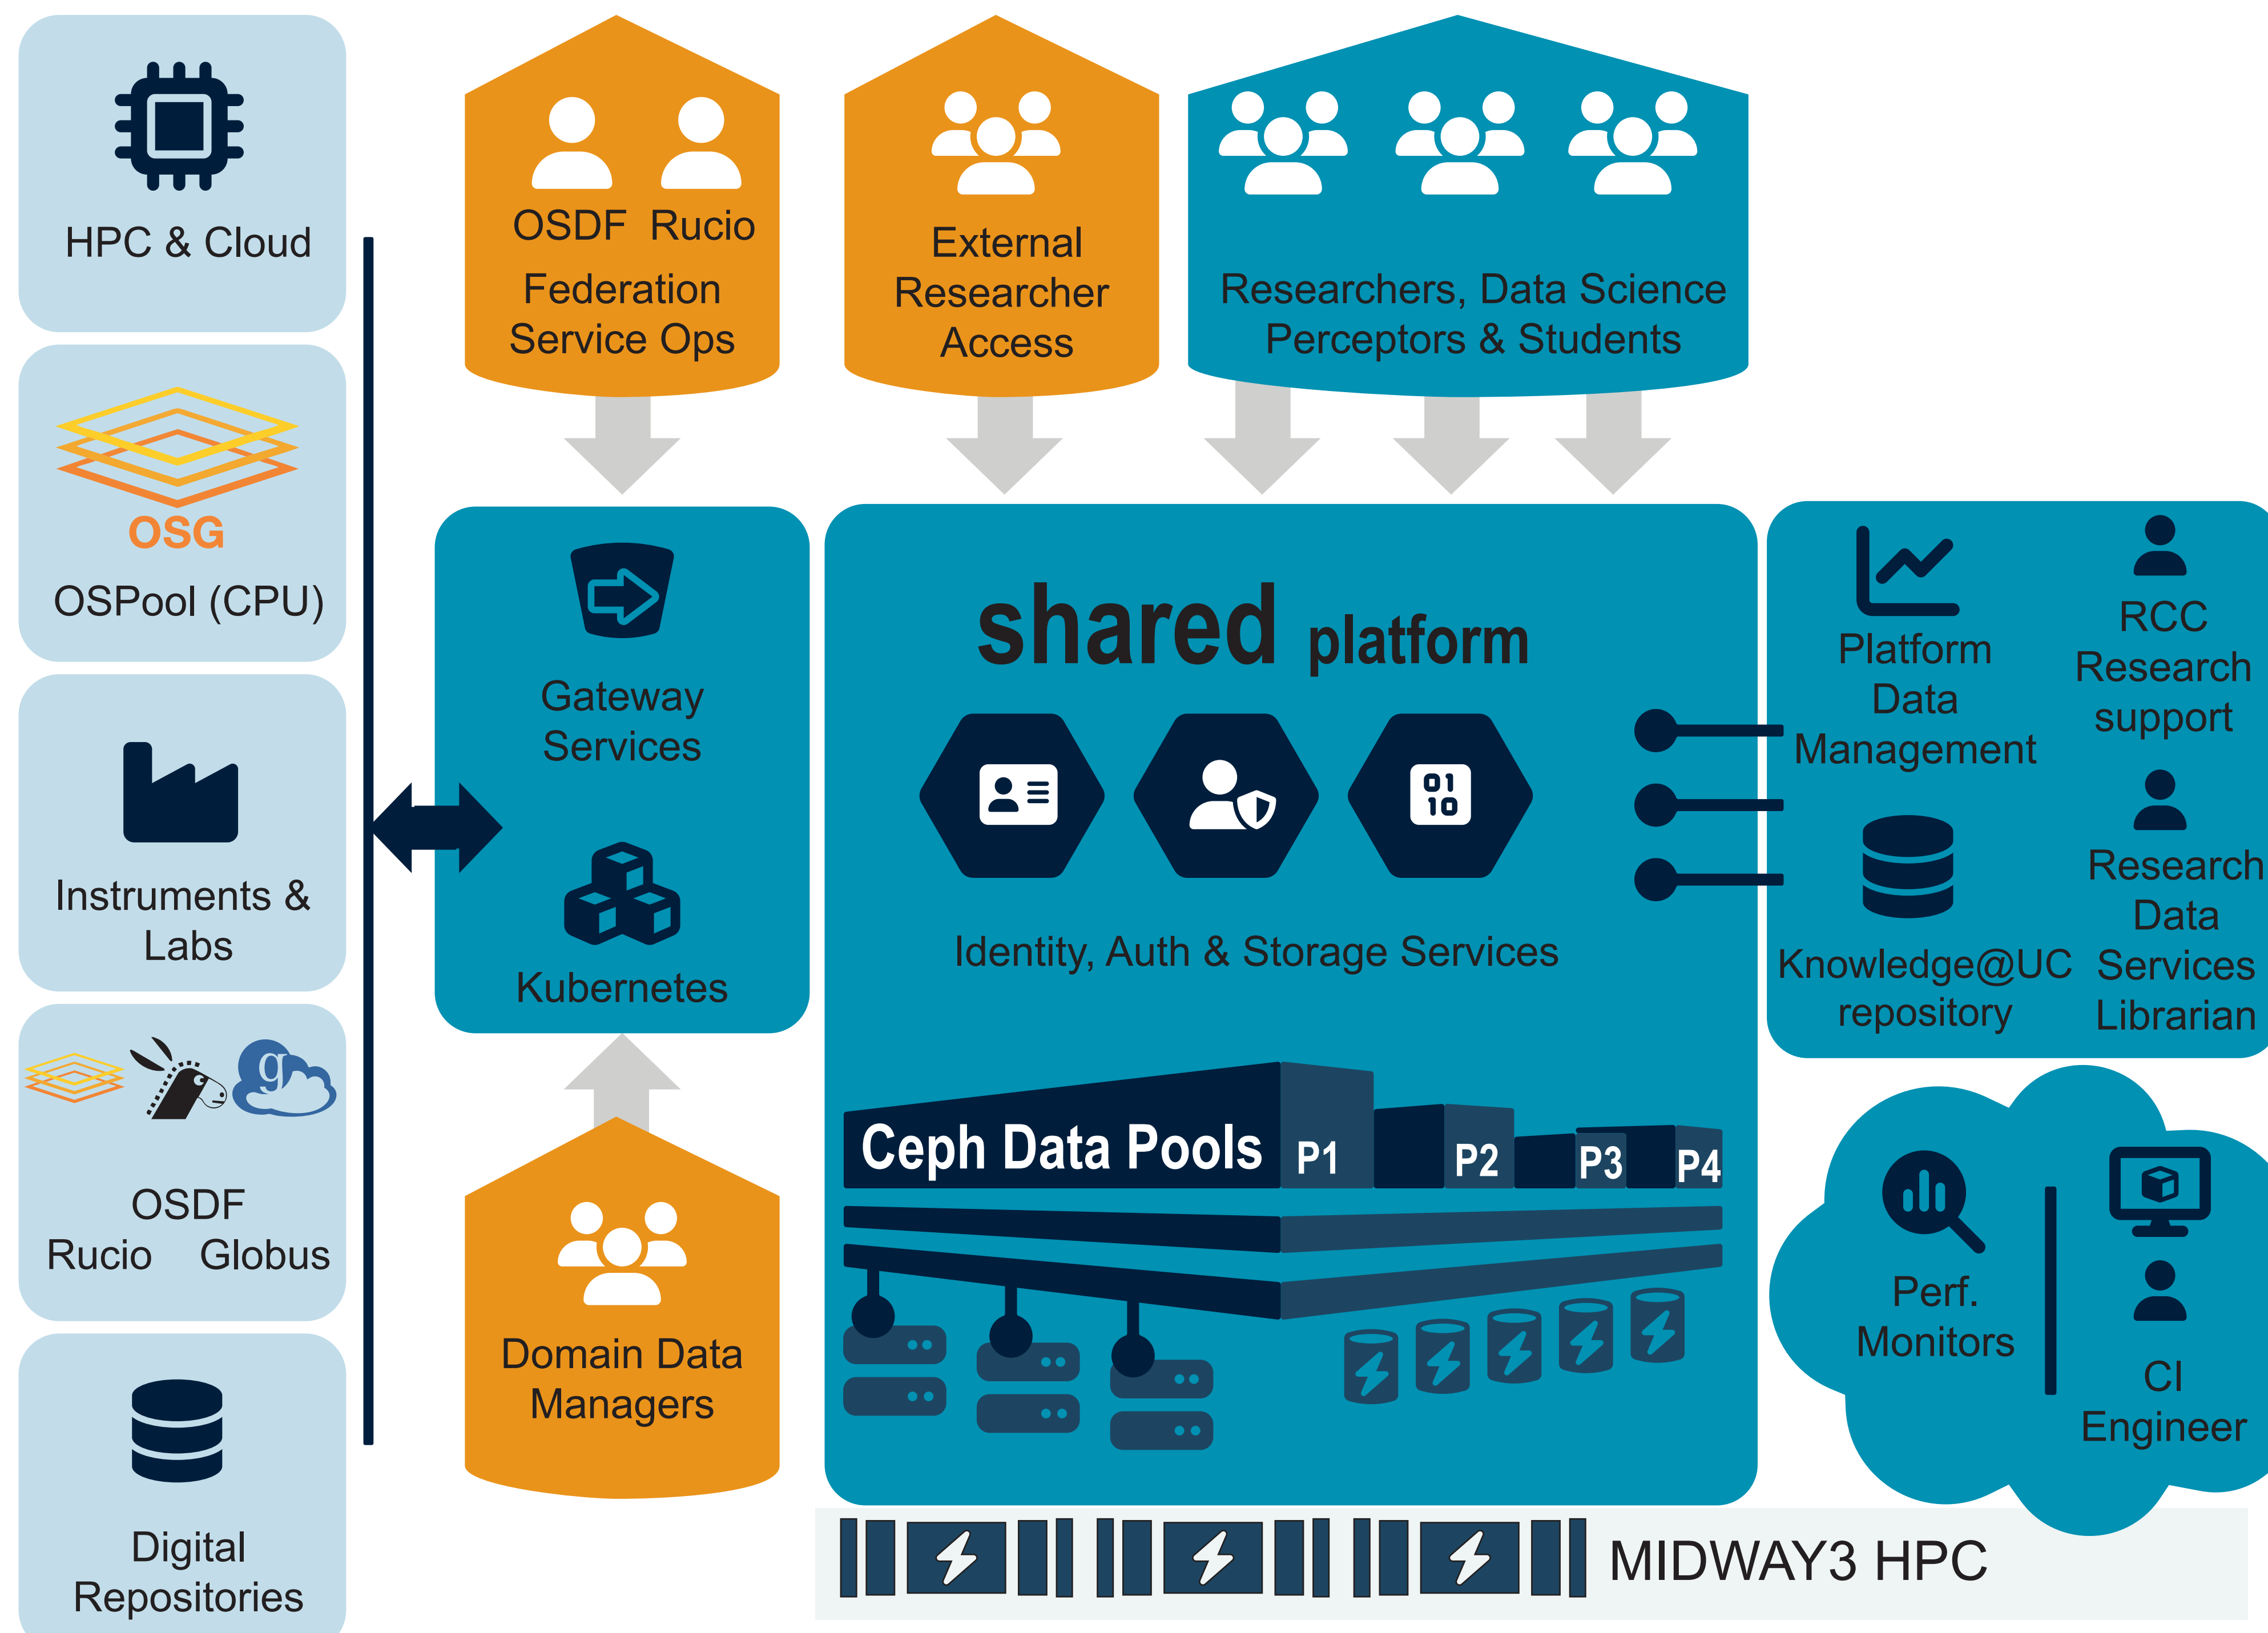 HPC & Cloud
OSG
OSPool (CPU)
Instruments &
Labs
g
OSDF
Rucio Globus
Digital
Repositories
OSDF Rucio
Federation
Service Ops
External
Researcher
Access
Researchers, Data Science
Perceptors & Students
Gateway
Services
Kubernetes
Domain Data
Managers
shared platform
01
10
Identity, Auth & Storage Services
Ceph Data Pools P1 P2 P3 P4
Platform
Data
Management
Knowledge@UC
repository
RCC
Research
support
Research
Data
Services
Librarian
Perf.
Monitors
CI
Engineer
MIDWAY3 HPC